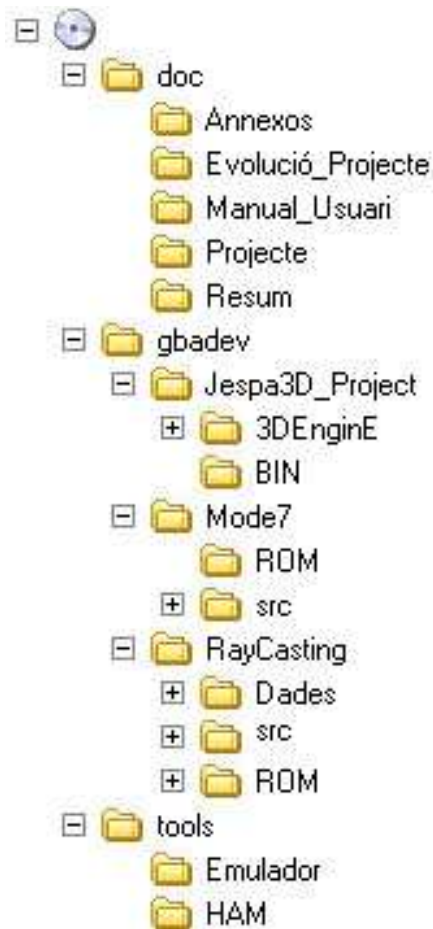 doc
Annexos
Evolució_Projecte
Manual_Usuari
Projecte
Resum
gbadev
Jespa3D_Project
3DEnginE
BIN
Mode7
ROM
src
RayCasting
Dades
src
ROM
tools
Emulador
HAM